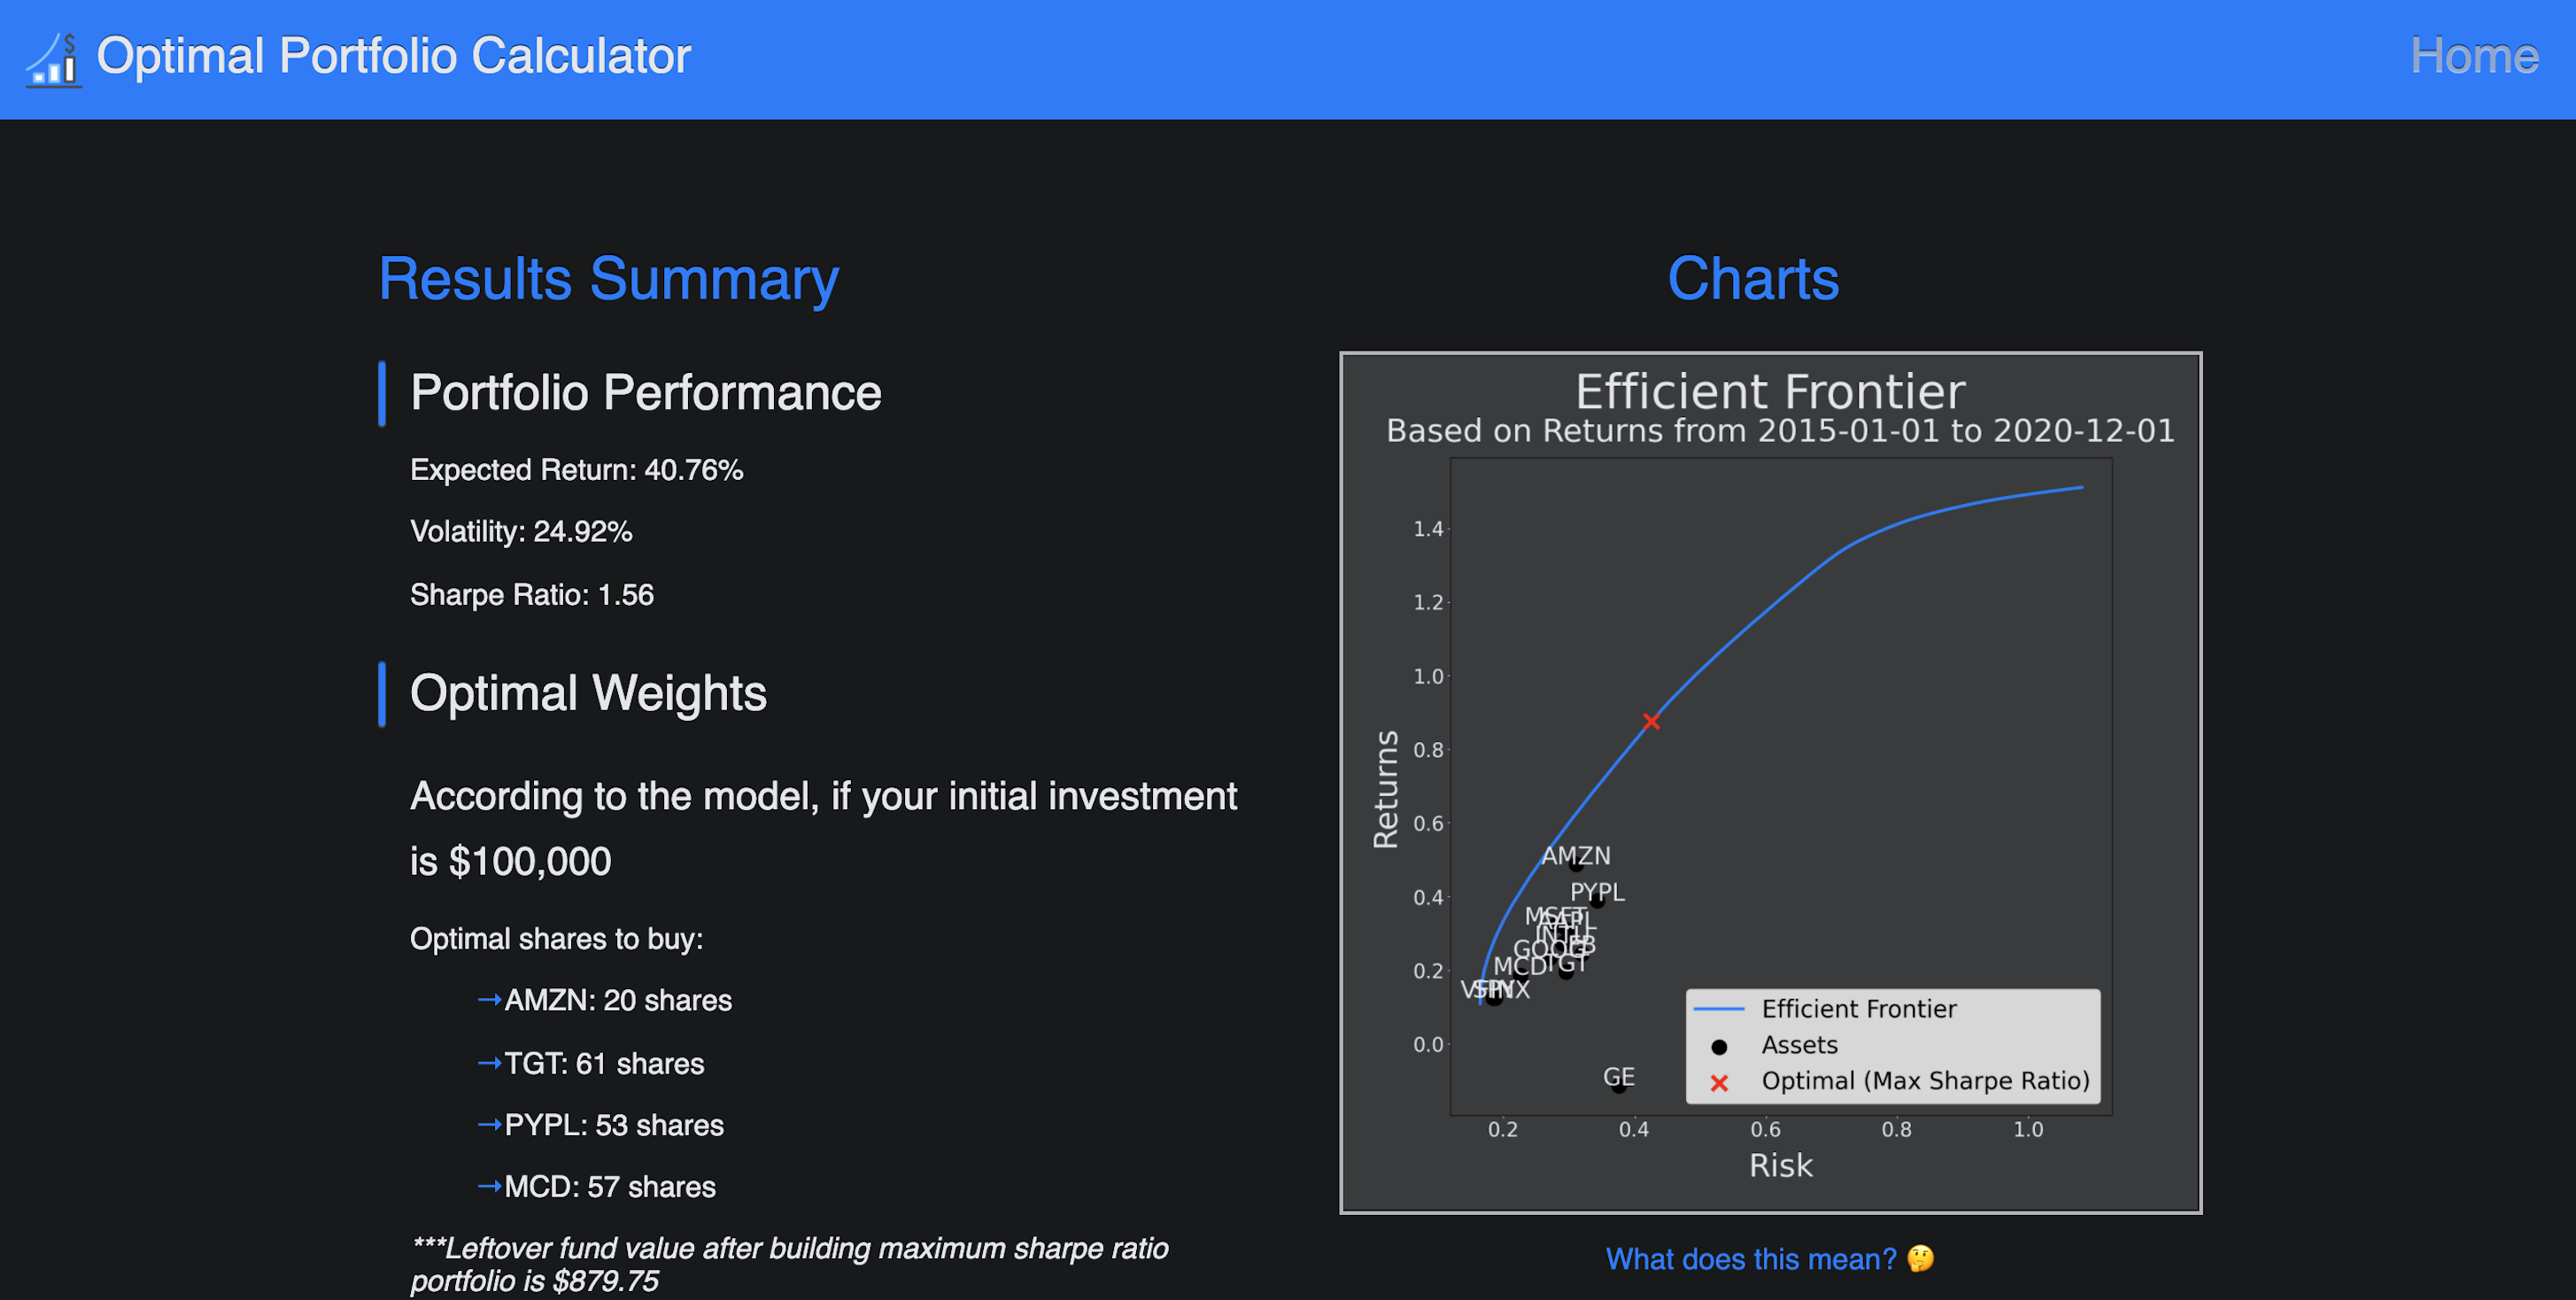 Optimal Portfolio Calculator
Home
Results Summary
Portfolio Performance
Expected Return: 40.76%
Volatility: 24.92%
Sharpe Ratio: 1.56
Optimal Weights
According to the model, if your initial investment
is $100,000
Optimal shares to buy:
→AMZN: 20 shares
→TGT: 61 shares
→PYPL: 53 shares
→MCD: 57 shares
***Leftover fund value after building maximum sharpe ratio
portfolio is $879.75
Charts
Efficient Frontier
Based on Returns from 2015-01-01 to 2020-12-01
Returns
1.4
1.2
1.0
0.8
0.6
0.4
0.2
0.0
AMZN
PYPL
MSFT
AAPL
GOOG
MCD
TGT
GE
Efficient Frontier
Assets
Optimal (Max Sharpe Ratio)
0.2
0.4
0.6
0.8
1.0
Risk
What does this mean? 🤔